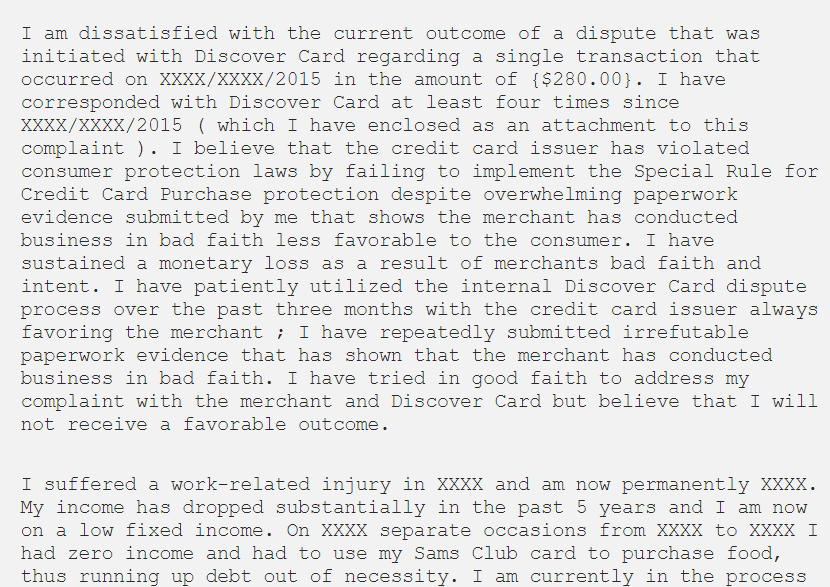 I am dissatisfied with the current outcome of a dispute that was
initiated with Discover Card regarding a single transaction that
occurred on XXXX/XXXX/2015 in the amount of {$280.00}. I have
corresponded with Discover Card at least four times since
XXXX/XXXX/2015 ( which I have enclosed as an attachment to this
complaint ). I believe that the credit card issuer has violated
consumer protection laws by failing to implement the Special Rule for
Credit Card Purchase protection despite overwhelming paperwork
evidence submitted by me that shows the merchant has conducted
business in bad faith less favorable to the consumer. I have
sustained a monetary loss as a result of merchants bad faith and
intent. I have patiently utilized the internal Discover Card dispute
process over the past three months with the credit card issuer always
favoring the merchant ; I have repeatedly submitted irrefutable
paperwork evidence that has shown that the merchant has conducted
business in bad faith. I have tried in good faith to address my
complaint with the merchant and Discover Card but believe that I will
not receive a favorable outcome.
I suffered a work-related injury in XXXX and am now permanently XXXX.
My income has dropped substantially in the past 5 years and I am now
on a low fixed income. On XXXX separate occasions from XXXX to XXXX I
had zero income and had to use my Sams Club card to purchase food,
thus running up debt out of necessity. I am currently in the process